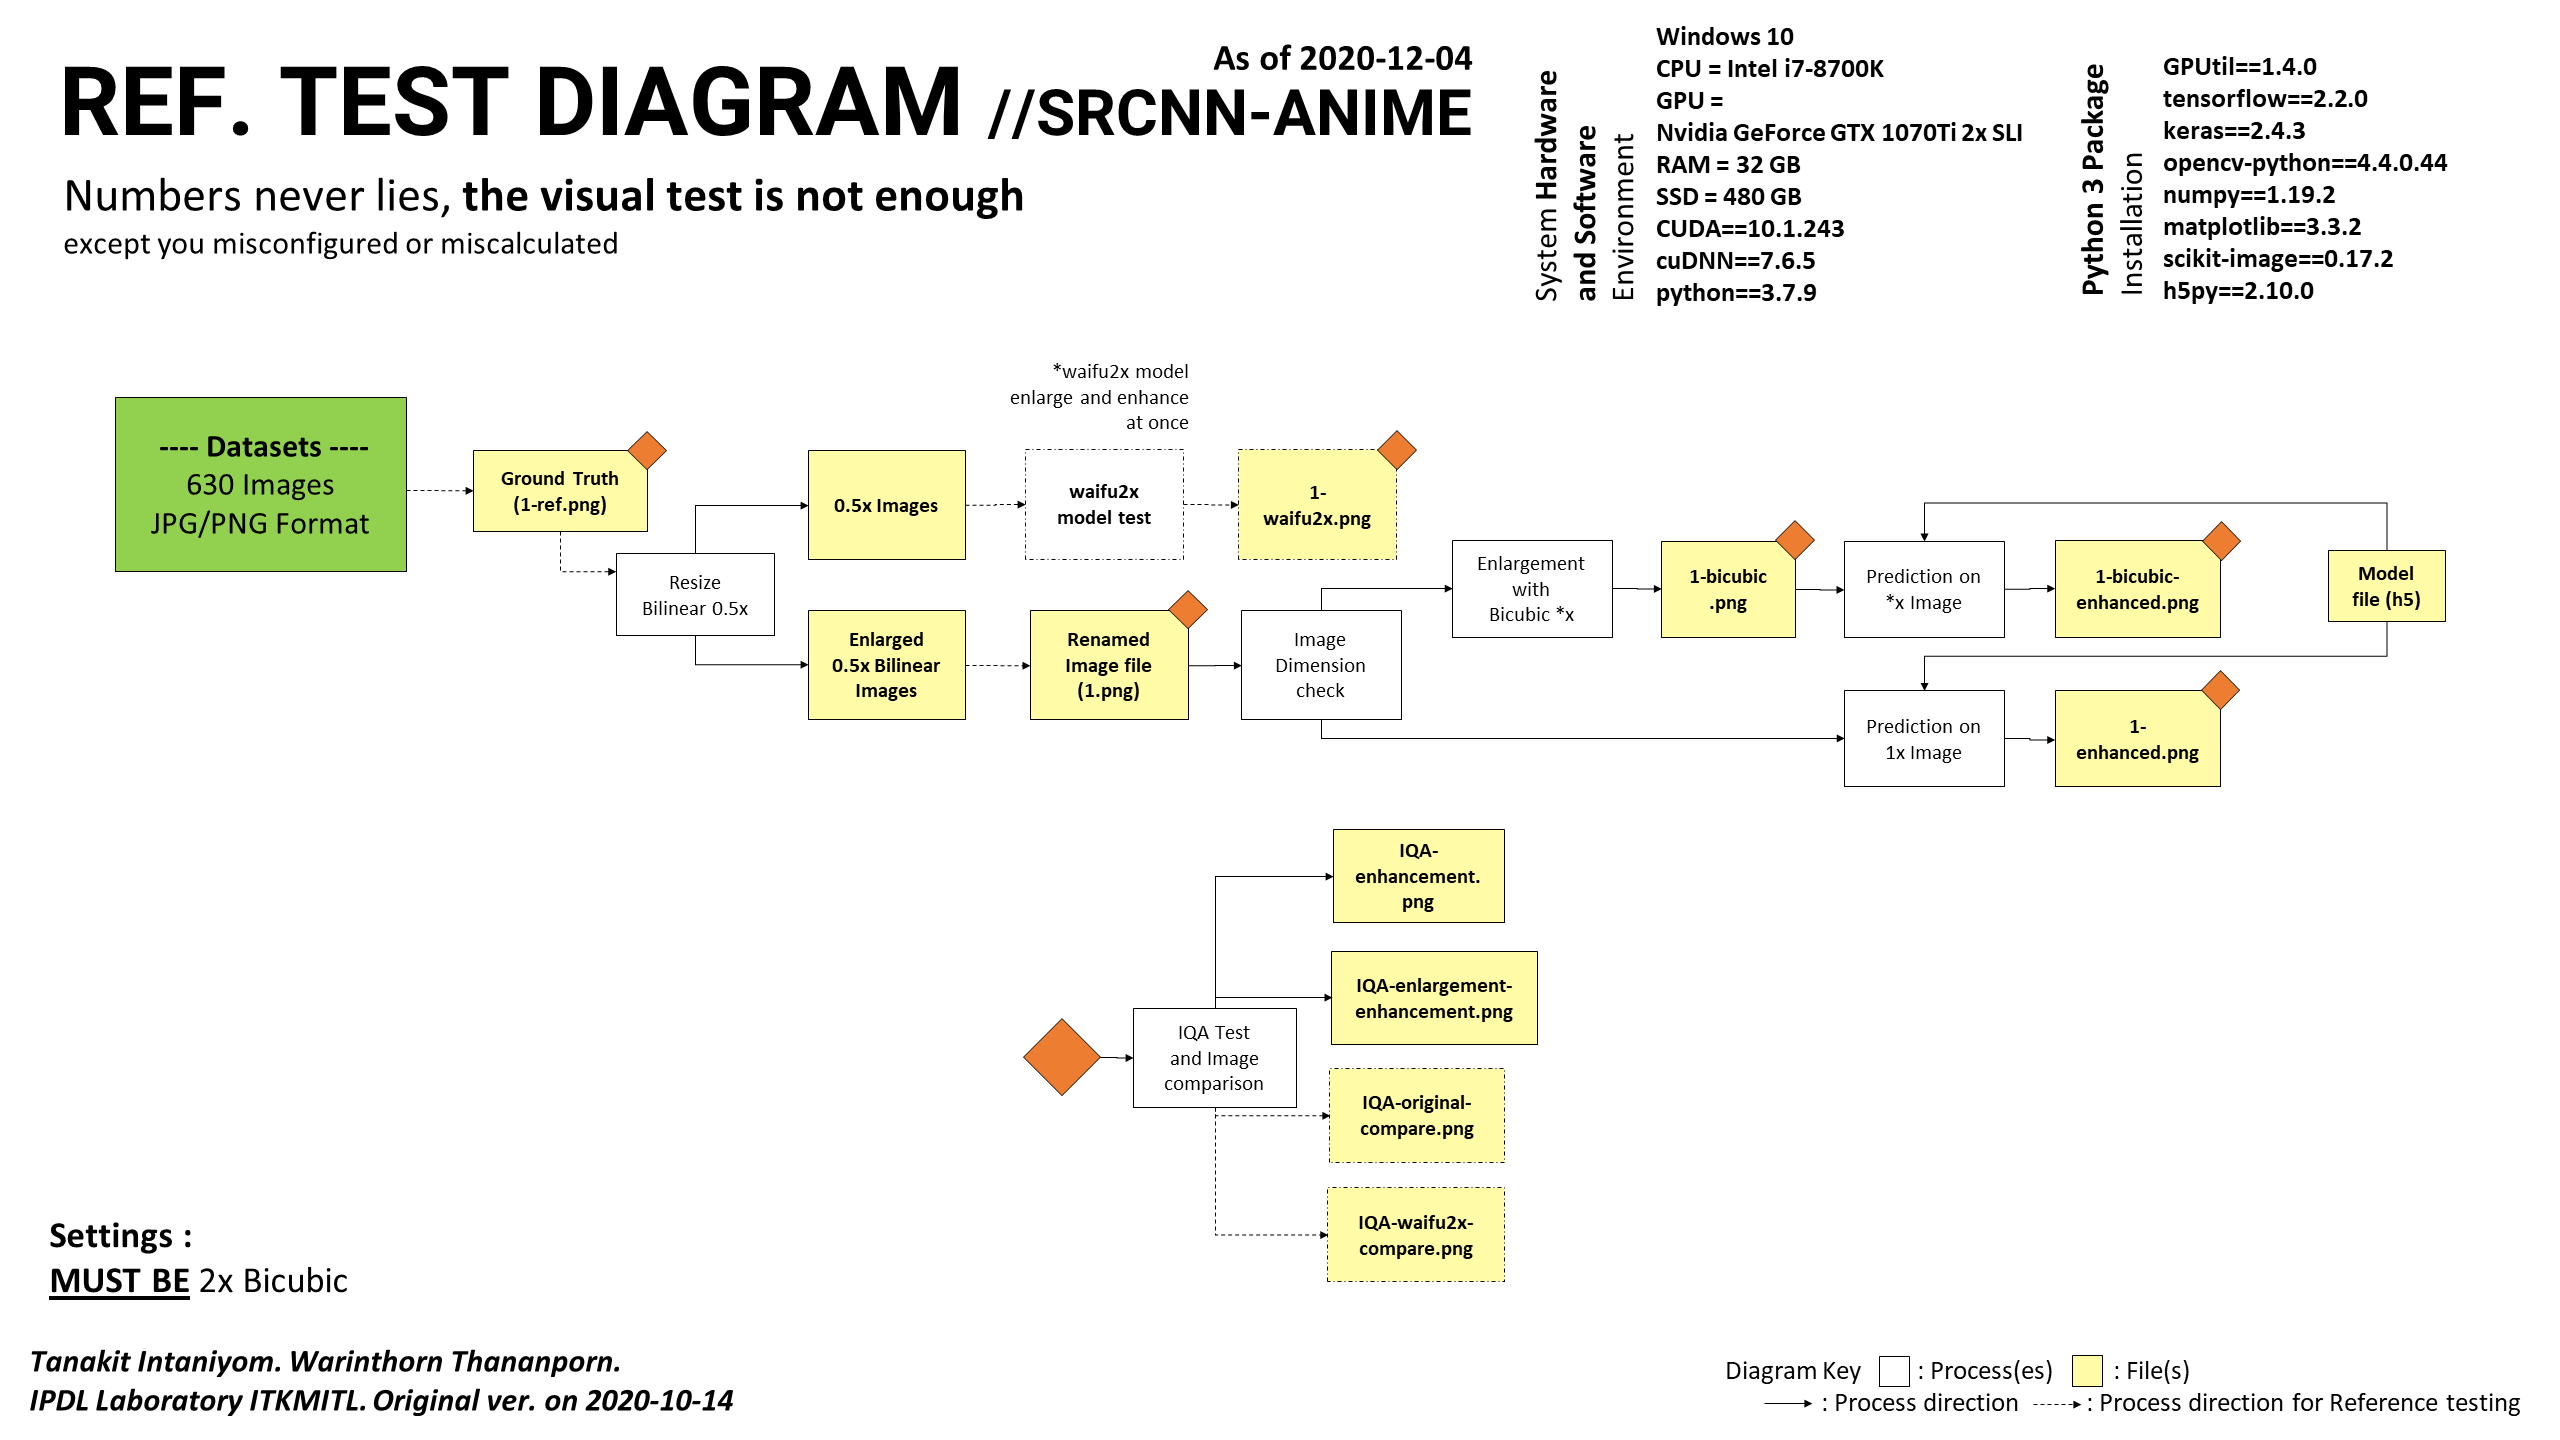 REF. TEST DIAGRAM //SRCNN-ANIME
As of 2020-12-04
Numbers never lies, the visual test is not enough
except you misconfigured or miscalculated
System Hardware
and Software
Environment
Windows 10
CPU = Intel i7-8700K
GPU =
Nvidia GeForce GTX 1070Ti 2x SLI
RAM = 32 GB
SSD = 480 GB
CUDA==10.1.243
cuDNN==7.6.5
python==3.7.9
Python 3 Package
Installation
GPUtil==1.4.0
tensorflow==2.2.0
keras==2.4.3
opencv-python==4.4.0.44
numpy==1.19.2
matplotlib==3.3.2
scikit-image==0.17.2
h5py==2.10.0
---- Datasets ----
630 Images
JPG/PNG Format
Ground Truth
(1-ref.png)
Resize
Bilinear 0.5x
0.5x Images
*waifu2x model
enlarge and enhance
at once
waifu2x
model test
1-
waifu2x.png
Enlarged
0.5x Bilinear
Images
Renamed
Image file
(1.png)
Image
Dimension
check
Enlargement
with
Bicubic *x
1-bicubic
.png
Prediction on
*x Image
1-bicubic-
enhanced.png
Model
file (h5)
Prediction on
1x Image
1-
enhanced.png
IQA Test
and Image
comparison
IQA-
enhancement.
png
IQA-enlargement-
enhancement.png
IQA-original-
compare.png
IQA-waifu2x-
compare.png
Settings :
MUST BE 2x Bicubic
Tanakit Intaniyom. Warinthorn Thananporn.
IPDL Laboratory ITKMITL. Original ver. on 2020-10-14
Diagram Key : Process(es) : File(s)
: Process direction : Process direction for Reference testing